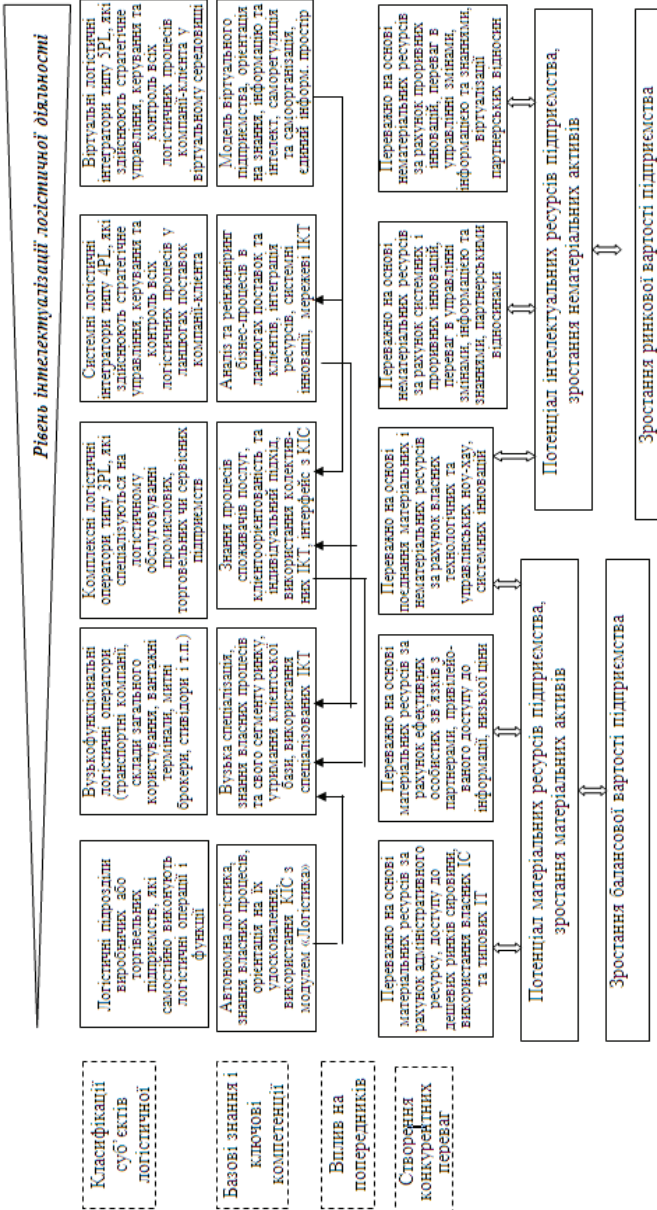 Рівень інтелектуалізації логістичної діяльності
Класифікації
суб’єктів
логістичної
Логістичні підрозділи
виробничих або
торгівельних
підприємств, які
самостійно виконують
логістичні операції і
функції
Вузькофункціональні
логістичні оператори
(транспортні компанії,
склади загального
користування, вантажні
термінали, митні
брокери, стивідори і т.п.)
Комплексні логістичні
оператори типу 3PL, які
спеціалізуються на
логістичному
обслуговуванні
промислових,
торговельних чи сервісних
підприємств
Системні логістичні
інтегратори типу 4PL, які
здійснюють стратегічне
управління, керування та
контроль всіх
логістичних процесів у
ланцюгах поставок
компанії-клієнта
Віртуальні логістичні
інтегратори типу 5PL, які
здійснюють стратегічне
управління, керування та
контроль всіх
логістичних процесів у
компанії-клієнта у
віртуальному середовищі
Базові знання і
ключові
компетенції
Автономна логістика,
знання власних процесів,
орієнтація на їх
удосконалення,
використання КІС з
модулем «Логістика»
Вузька спеціалізація,
знання власних процесів
та свого сегменту ринку,
утримання клієнтської
бази, використання
спеціалізованих ІКТ
Знання процесів
споживачів послуг,
клієнтоорієнтованість та
індивідуальний підхід,
використання колектив-
них ІКТ, інтерфейс з КІС
Аналіз та реінжиніринг
бізнес-процесів в
ланцюгах поставок та
клієнтів, інтеграція
ресурсів, системні
інновації, мережеві ІКТ
Модель віртуального
підприємства, орієнтація
на знання, інформацію та
інтелект, саморегуляція
та самоорганізація,
єдиний інформ. простір
Вплив на
попередників
Створення
конкурентних
переваг
Переважно на основі
матеріальних ресурсів за
рахунок адміністративного
ресурсу, доступу до
дешевих ринків сировини,
використання власних ІС
та типових ІТ
Переважно на основі
матеріальних ресурсів за
рахунок ефективних
особистих зв’язків з
партнерами, привілейо-
ваного доступу до
інформації, низької ціни
Переважно на основі
поєднання матеріальних і
нематеріальних ресурсів
за рахунок власних
технологічних та
управлінських ноу-хау,
системних інновацій
Переважно на основі
нематеріальних ресурсів
за рахунок системних і
проривних інновацій,
переваг в управлінні
змінами, інформацією та
знаннями, партнерськими
відносинами
Переважно на основі
нематеріальних ресурсів
за рахунок проривних
інновацій, переваг в
управлінні змінами,
інформацією та знаннями,
віртуалізації
партнерських відносин
Потенціал матеріальних ресурсів підприємства,
зростання матеріальних активів
Потенціал інтелектуальних ресурсів підприємства,
зростання нематеріальних активів
Зростання балансової вартості підприємства
Зростання ринкової вартості підприємства